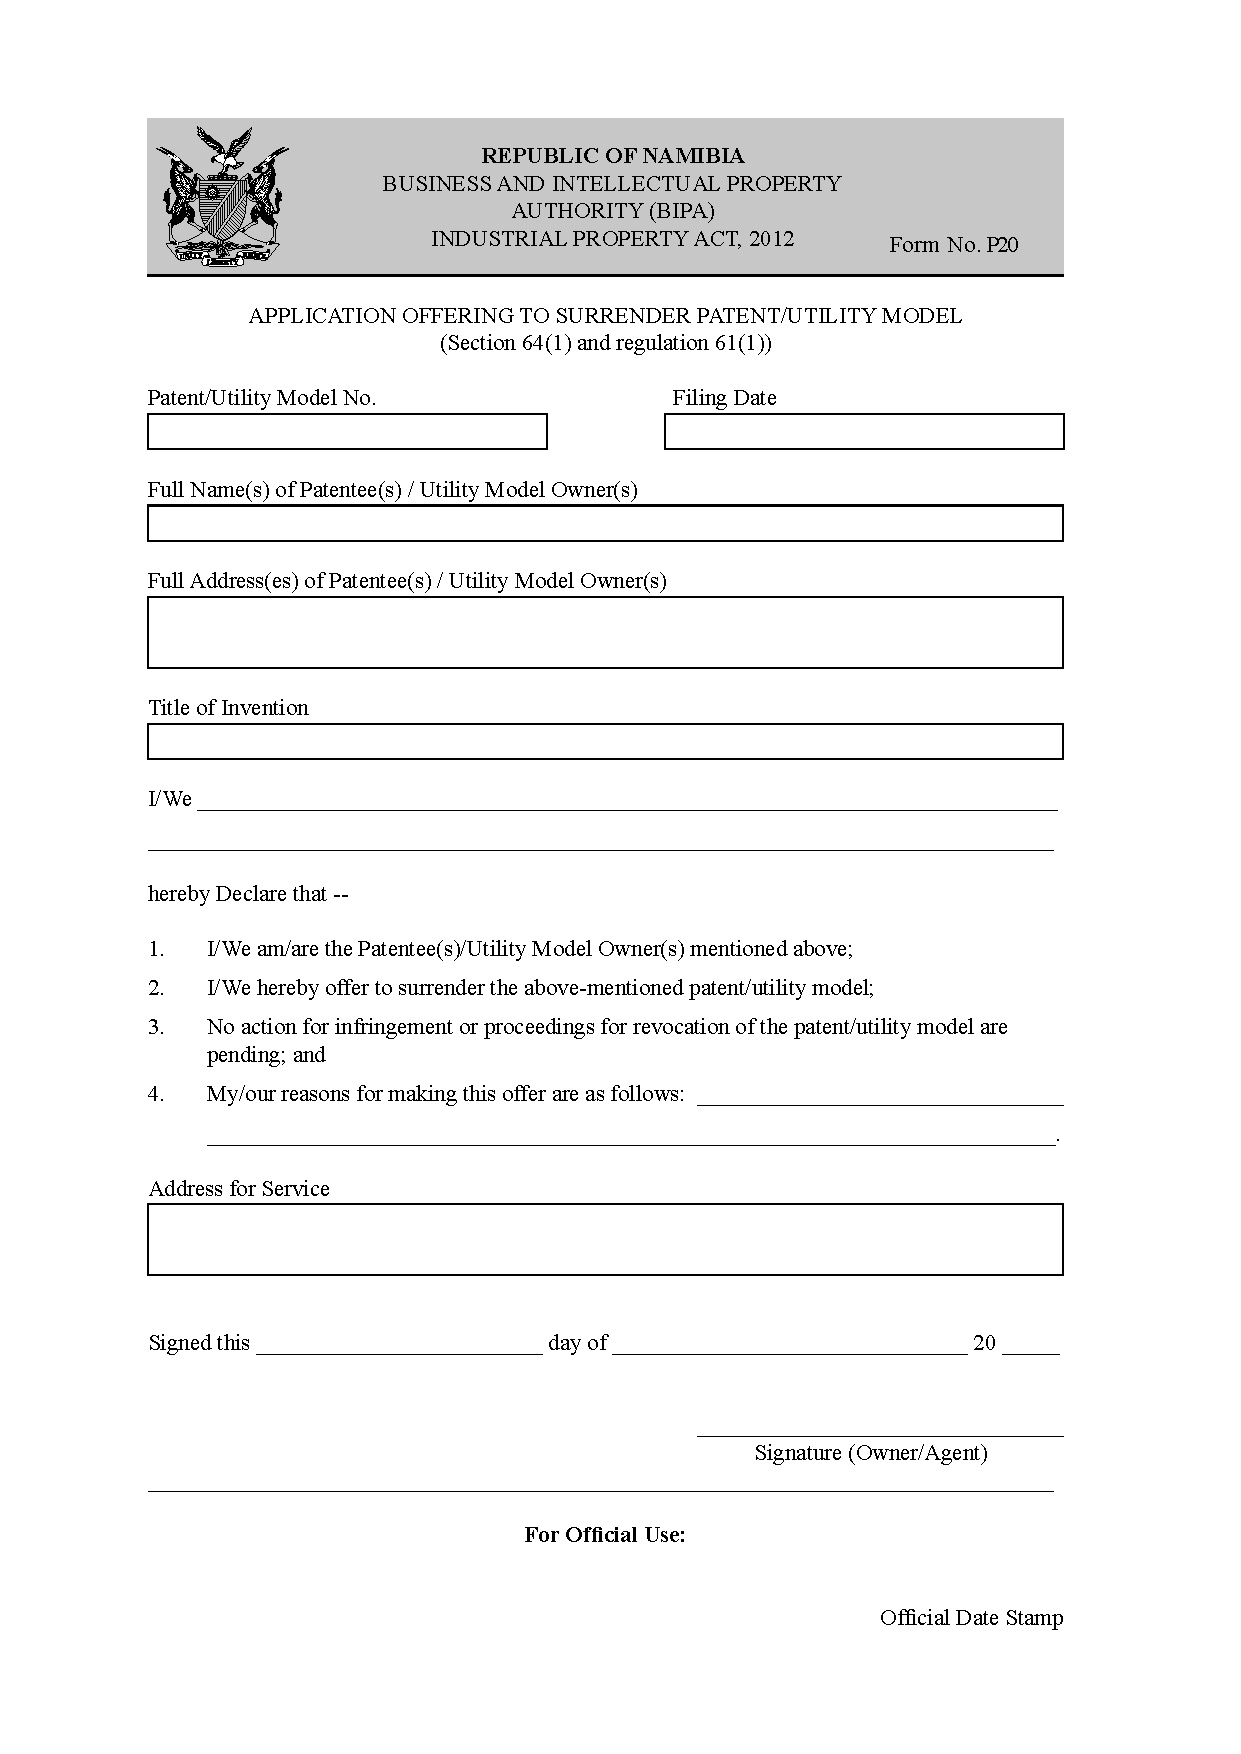 REPUBLIC OF NAMIBIA
BUSINESS AND INTELLECTUAL PROPERTY
AUTHORITY (BIPA)
INDUSTRIAL PROPERTY ACT, 2012
Form No. P20
APPLICATION OFFERING TO SURRENDER PATENT/UTILITY MODEL
(Section 64(1) and regulation 61(1))
Patent/Utility Model No. Filing Date
Full Name(s) of Patentee(s) / Utility Model Owner(s)
Full Address(es) of Patentee(s) / Utility Model Owner(s)
Title of Invention
I/We
hereby Declare that --
1. I/We am/are the Patentee(s)/Utility Model Owner(s) mentioned above;
2. I/We hereby offer to surrender the above-mentioned patent/utility model;
3. No action for infringement or proceedings for revocation of the patent/utility model are
pending; and
4. My/our reasons for making this offer are as follows:
.
Address for Service
Signed this day of 20
Signature (Owner/Agent)
For Official Use:
Official Date Stamp